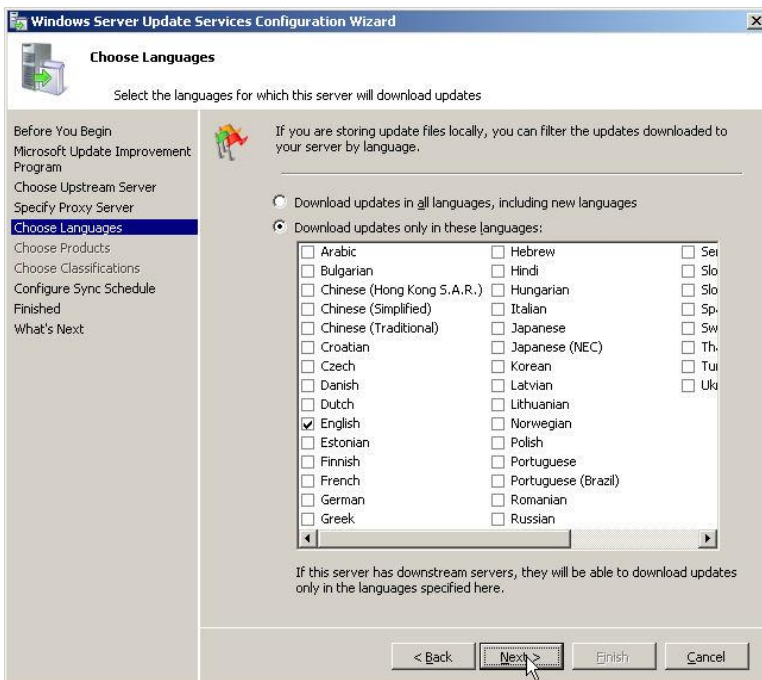 Windows Server Update Services Configuration Wizard
Choose Languages
Select the languages for which this server will download updates
Before You Begin
Microsoft Update Improvement
Program
Choose Upstream Server
Specify Proxy Server
Choose Languages
Choose Products
Choose Classifications
Configure Sync Schedule
Finished
What's Next
If you are storing update files locally, you can filter the updates downloaded to
your server by language.
Download updates in all languages, including new languages
Download updates only in these languages:
Arabic
Bulgarian
Chinese (Hong Kong S.A.R.)
Chinese (Simplified)
Chinese (Traditional)
Croatian
Czech
Danish
Dutch
English
Estonian
Finnish
French
German
Greek
Hebrew
Hindi
Hungarian
Italian
Japanese
Japanese (NEC)
Korean
Latvian
Lithuanian
Norwegian
Polish
Portuguese
Portuguese (Brazil)
Romanian
Russian
Slo
Slo
Sw
If this server has downstream servers, they will be able to download updates
only in the languages specified here.
< Back
Next >
Finish
Cancel